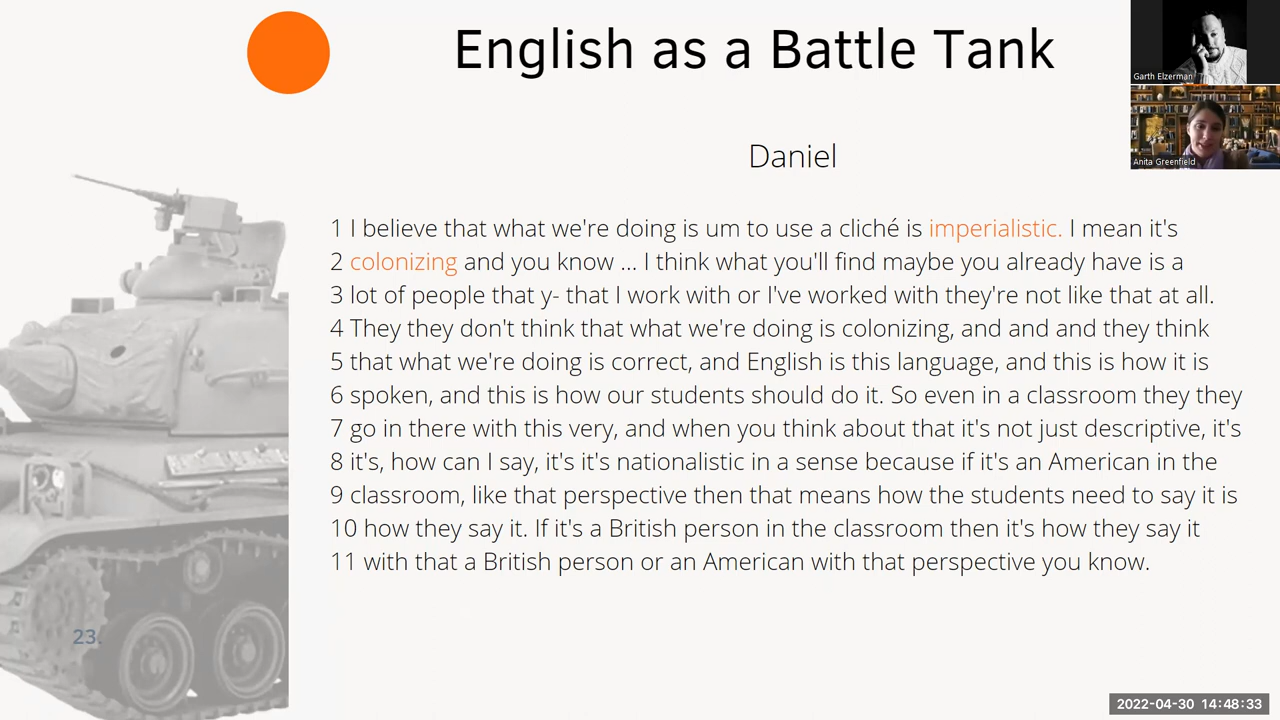 English as a Battle Tank
Garth Elzerman
Anita Greenfield
Daniel
1 I believe that what we're doing is um to use a cliché is imperialistic. I mean it's
2 colonizing and you know ... I think what you'll find maybe you already have is a
3 lot of people that y- that I work with or I've worked with they're not like that at all.
4 They they don't think that what we're doing is colonizing, and and and they think
5 that what we're doing is correct, and English is this language, and this is how it is
6 spoken, and this is how our students should do it. So even in a classroom they they
7 go in there with this very, and when you think about that it's not just descriptive, it's
8 it's, how can I say, it's it's nationalistic in a sense because if it's an American in the
9 classroom, like that perspective then that means how the students need to say it is
10 how they say it. If it's a British person in the classroom then it's how they say it
11 with that a British person or an American with that perspective you know.
23.
2022-04-30 14:48:33